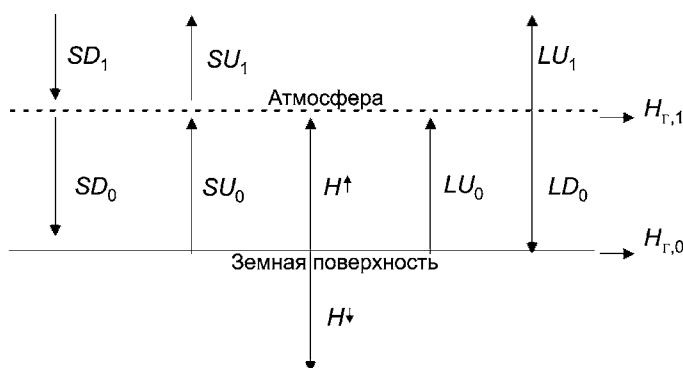 SD₁ SU₁ LU₁
Атмосфера
Hг,1
SD₀ SU₀ H↑ LU₀ LD₀
Hг,0
Земная поверхность
H↓